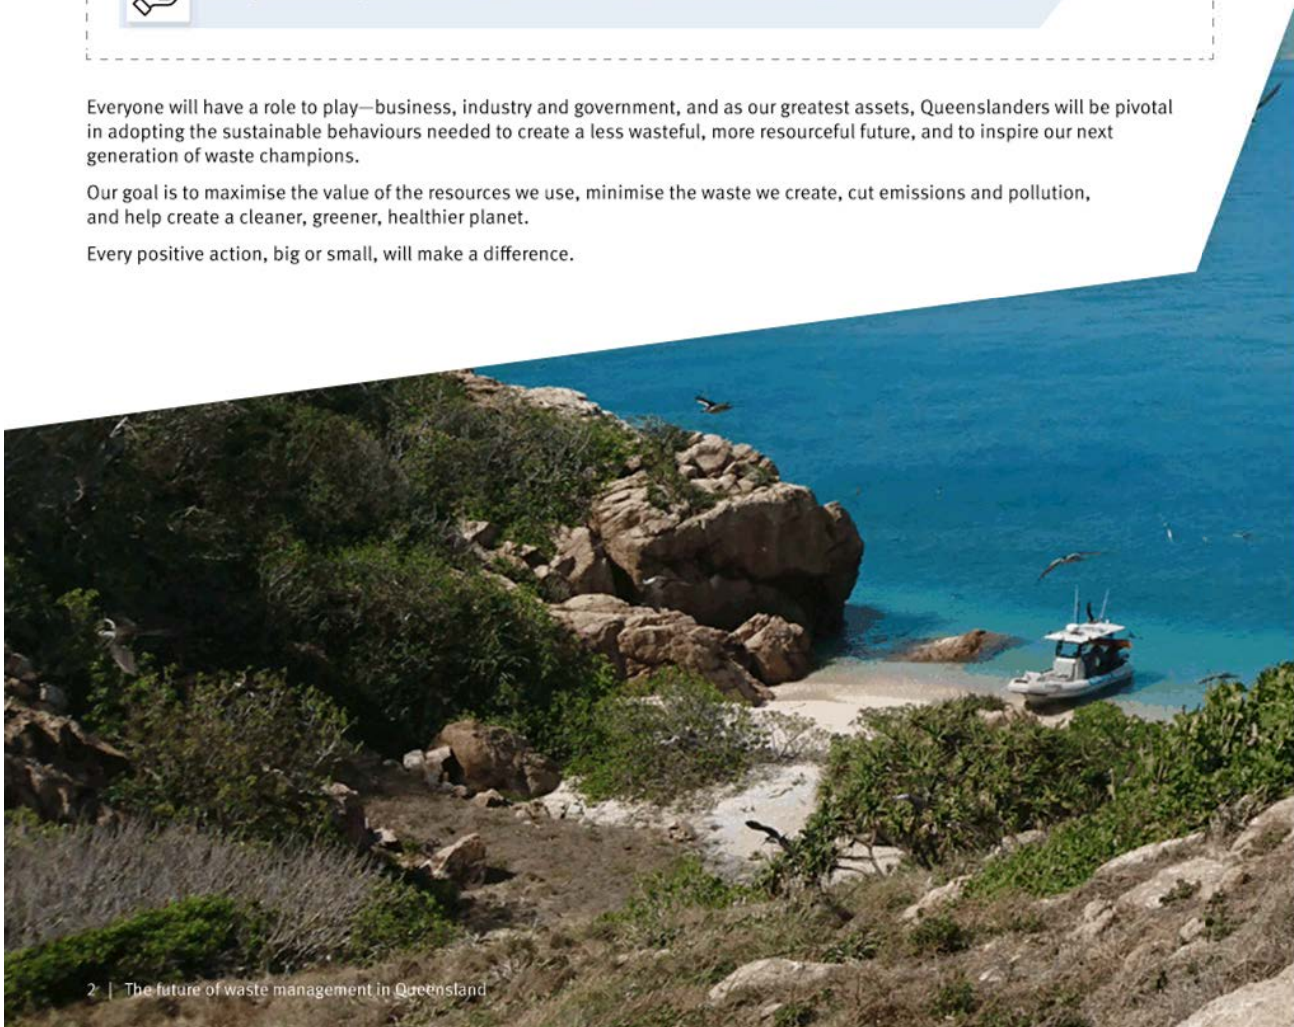 Everyone will have a role to play—business, industry and government, and as our greatest assets, Queenslanders will be pivotal
in adopting the sustainable behaviours needed to create a less wasteful, more resourceful future, and to inspire our next
generation of waste champions.
Our goal is to maximise the value of the resources we use, minimise the waste we create, cut emissions and pollution,
and help create a cleaner, greener, healthier planet.
Every positive action, big or small, will make a difference.
2 | The future of waste management in Queensland